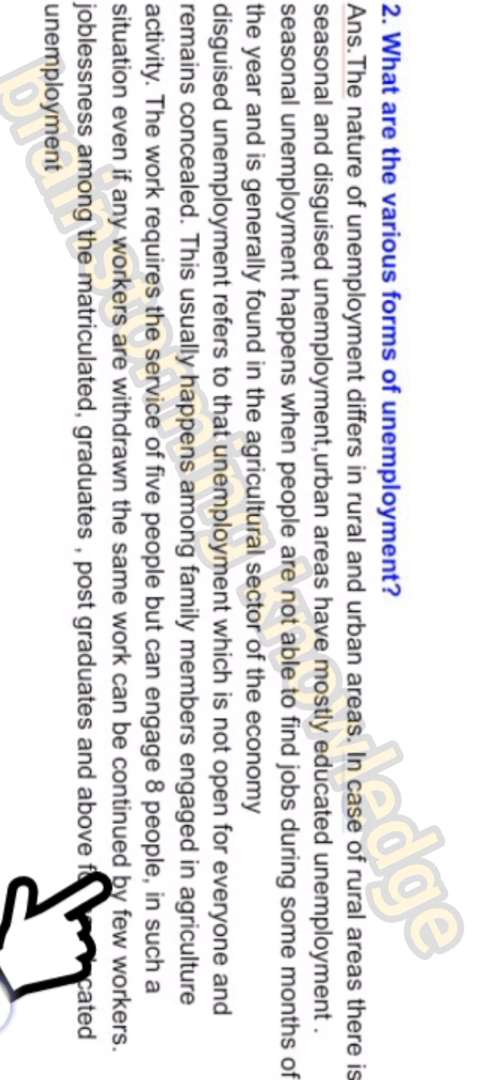 2. What are the various forms of unemployment?
Ans.The nature of unemployment differs in rural and urban areas. In case of rural areas there is
seasonal and disguised unemployment,urban areas have mostly educated unemployment .
seasonal unemployment happens when people are not able to find jobs during some months of
the year and is generally found in the agricultural sector of the economy
disguised unemployment refers to that unemployment which is not open for everyone and
remains concealed. This usually happens among family members engaged in agriculture
activity. The work requires the service of five people but can engage 8 people, in such a
situation even if any workers are withdrawn the same work can be continued by few workers.
joblessness among the matriculated, graduates , post graduates and above
unemployment
brainstorming knowledge